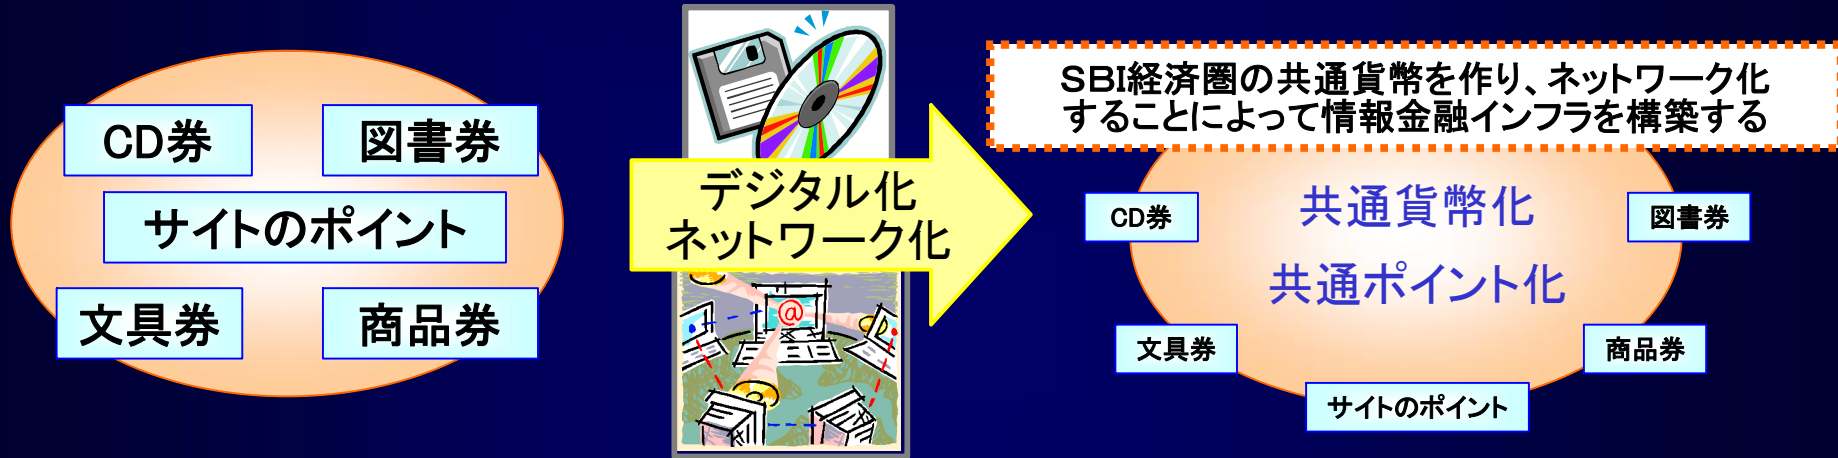 CD券
図書券
サイトのポイント
文具券
商品券
デジタル化
ネットワーク化
@
SBI経済圏の共通貨幣を作り、ネットワーク化
することによって情報金融インフラを構築する
共通貨幣化
CD券
図書券
共通ポイント化
文具券
商品券
サイトのポイント